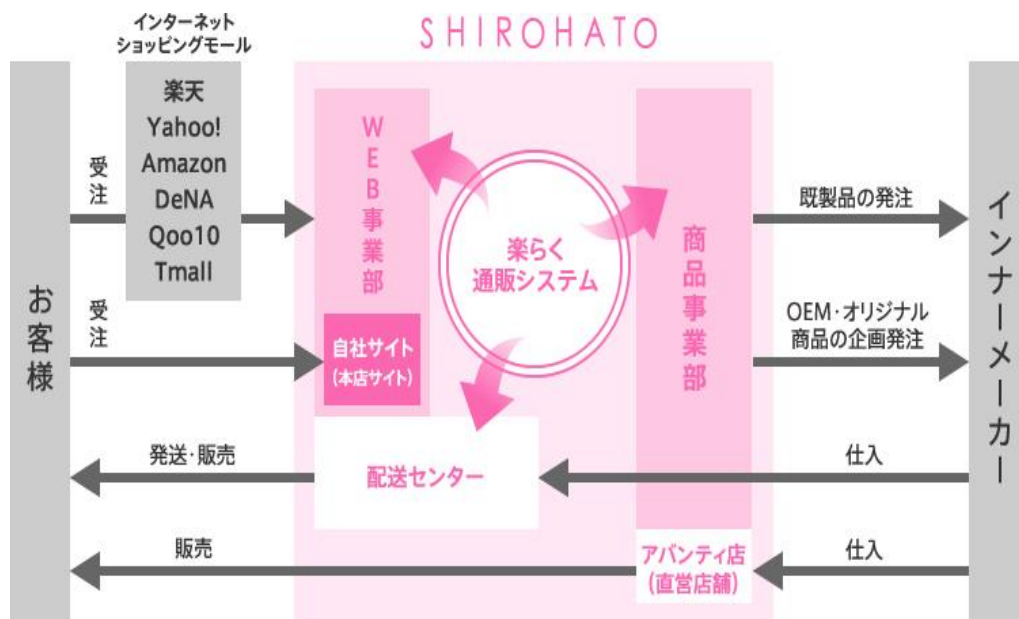 インターネット
ショッピングモール
SHIROHATO
お客様
受注
楽天
Yahoo!
Amazon
DeNA
Qoo10
Tmall
受注
WEB事業部
自社サイト
(本店サイト)
楽らく
通販システム
商品事業部
既製品の発注
OEM・オリジナル
商品の企画発注
インナーメーカー
発送・販売
配送センター
仕入
販売
アバンティ店
(直営店舗)
仕入